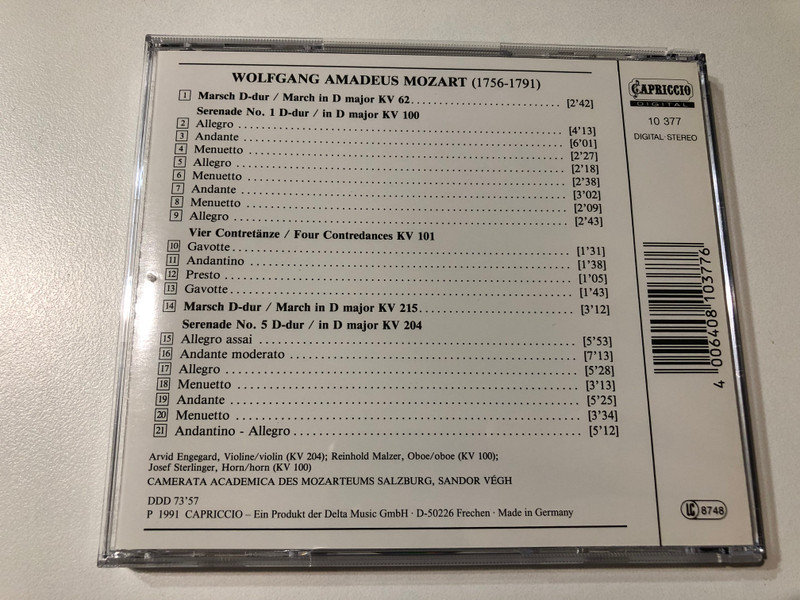 WOLFGANG AMADEUS MOZART (1756-1791)
1 Marsch D-dur / March in D major KV 62 [2'42]
Serenade No. 1 D-dur / in D major KV 100
2 Allegro [4'13]
3 Andante [6'01]
4 Menuetto [2'27]
5 Allegro [2'18]
6 Menuetto [2'38]
7 Andante [3'02]
8 Menuetto [2'09]
9 Allegro [2'43]
Vier Contretänze / Four Contredances KV 101
10 Gavotte [1'31]
11 Andantino [1'38]
12 Presto [1'05]
13 Gavotte [1'43]
14 Marsch D-dur / March in D major KV 215 [3'12]
Serenade No. 5 D-dur / in D major KV 204
15 Allegro assai [5'53]
16 Andante moderato [7'13]
17 Allegro [5'28]
18 Menuetto [3'13]
19 Andante [5'25]
20 Menuetto [3'34]
21 Andantino - Allegro [5'12]
Arvid Engegard, Violine/violin (KV 204); Reinhold Malzer, Oboe/oboe (KV 100);
Josef Sterlinger, Horn/horn (KV 100)
CAMERATA ACADEMICA DES MOZARTEUMS SALZBURG, SANDOR VÉGH
DDD 73'57
P 1991 CAPRICCIO – Ein Produkt der Delta Music GmbH · D-50226 Frechen · Made in Germany
CAPRICCIO
DIGITAL
10 377
DIGITAL·STEREO
4 006408 103776
LC 8748